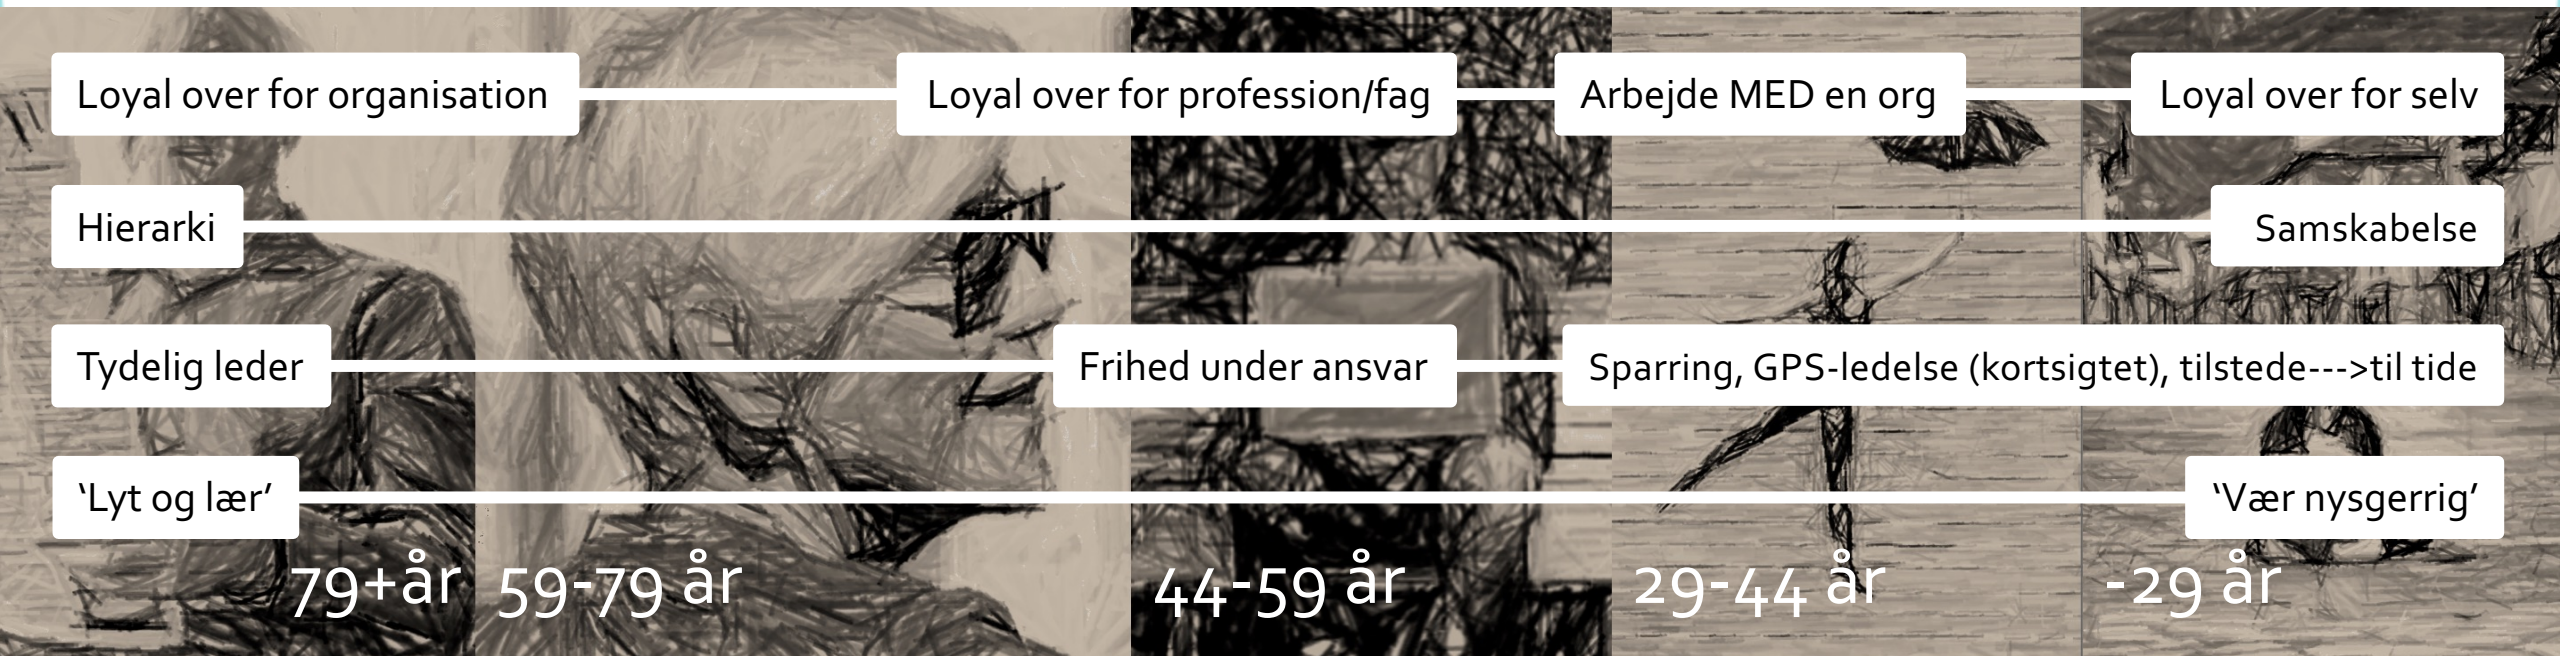 Loyal over for organisation
Loyal over for profession/fag
Arbejde MED en org
Loyal over for selv
Hierarki
Samskabelse
Tydelig leder
Frihed under ansvar
Sparring, GPS-ledelse (kortsigtet), tilstede--->til tide
‘Lyt og lær’
‘Vær nysgerrig’
79+år
59-79 år
44-59 år
29-44 år
-29 år